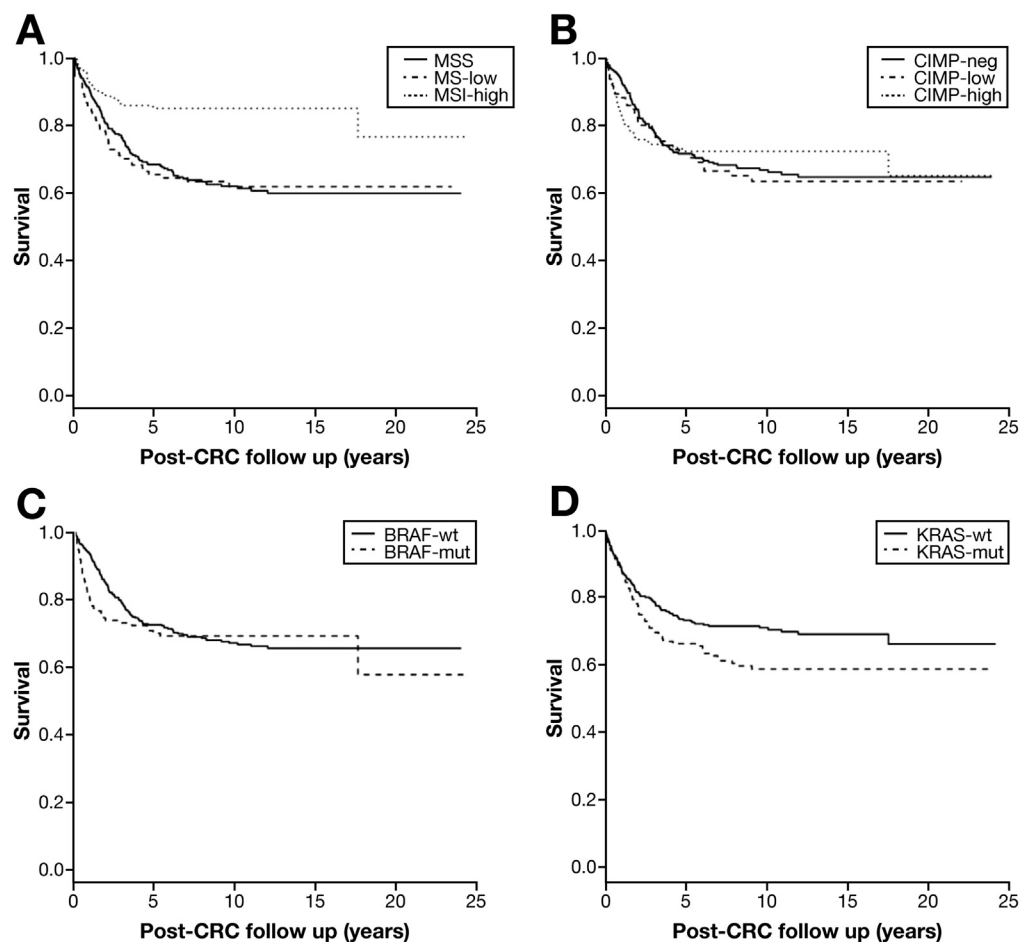 A
MSS
MS-low
MSI-high
1.0
0.8
0.6
0.4
0.2
0.0
Survival
0 5 10 15 20 25
Post-CRC follow up (years)
B
CIMP-neg
CIMP-low
CIMP-high
1.0
0.8
0.6
0.4
0.2
0.0
Survival
0 5 10 15 20 25
Post-CRC follow up (years)
C
BRAF-wt
BRAF-mut
1.0
0.8
0.6
0.4
0.2
0.0
Survival
0 5 10 15 20 25
Post-CRC follow up (years)
D
KRAS-wt
KRAS-mut
1.0
0.8
0.6
0.4
0.2
0.0
Survival
0 5 10 15 20 25
Post-CRC follow up (years)